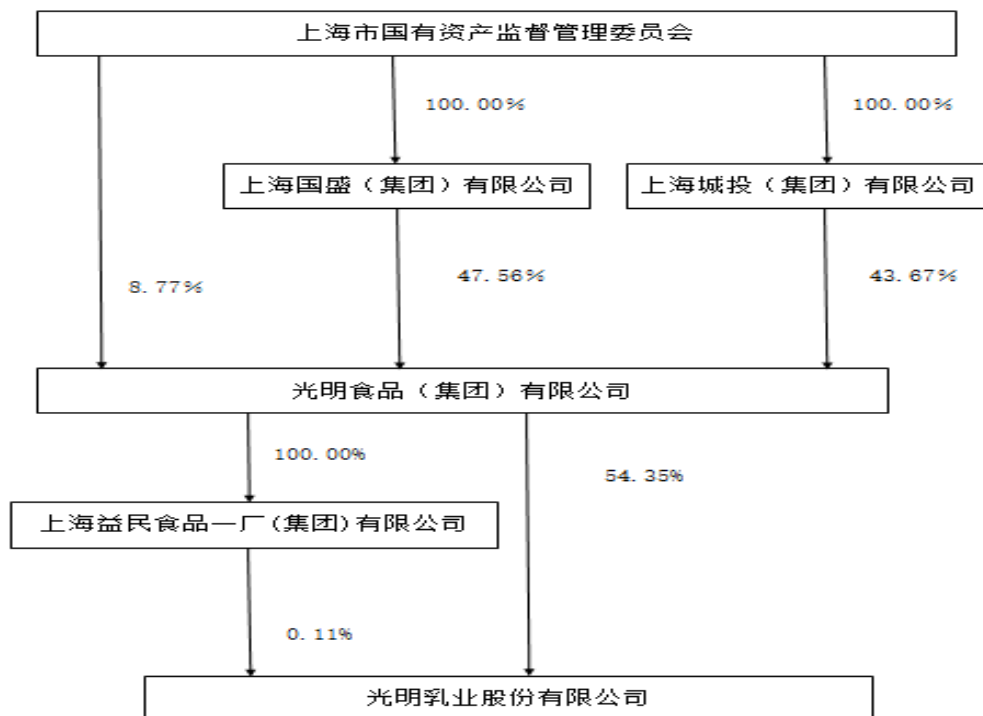 上海市国有资产监督管理委员会
100.00%
100.00%
上海国盛（集团）有限公司
上海城投（集团）有限公司
8.77%
47.56%
43.67%
光明食品（集团）有限公司
100.00%
54.35%
上海益民食品一厂(集团)有限公司
0.11%
光明乳业股份有限公司